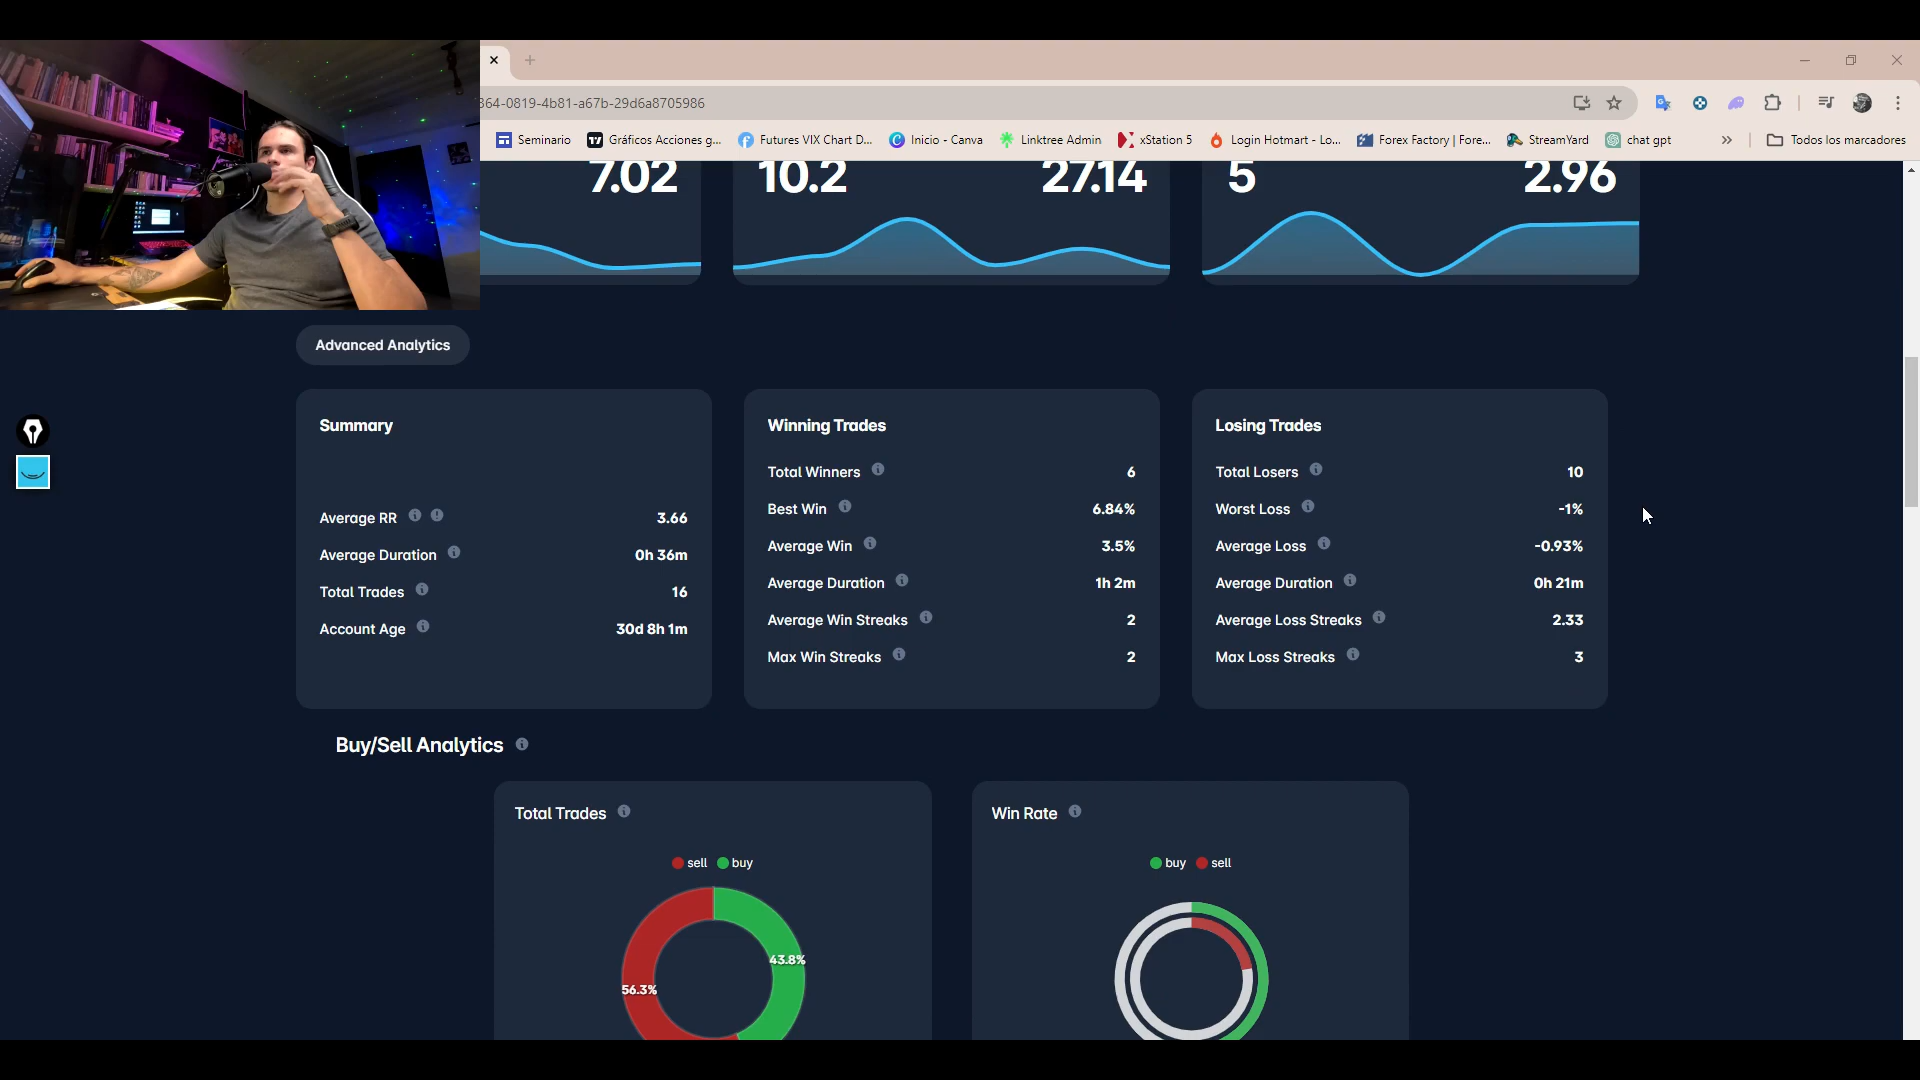 364-0819-4b81-a67b-29d6a8705986
Seminario
Gráficos Acciones g...
Futures VIX Chart D...
Inicio - Canva
Linktree Admin
xStation 5
Login Hotmart - Lo...
Forex Factory | Fore...
StreamYard
chat gpt
Todos los marcadores
7.02
10.2
27.14
5
2.96
Advanced Analytics
Summary
Average RR 3.66
Average Duration 0h 36m
Total Trades 16
Account Age 30d 8h 1m
Winning Trades
Total Winners 6
Best Win 6.84%
Average Win 3.5%
Average Duration 1h 2m
Average Win Streaks 2
Max Win Streaks 2
Losing Trades
Total Losers 10
Worst Loss -1%
Average Loss -0.93%
Average Duration 0h 21m
Average Loss Streaks 2.33
Max Loss Streaks 3
Buy/Sell Analytics
Total Trades
sell buy
43.8%
56.3%
Win Rate
buy sell